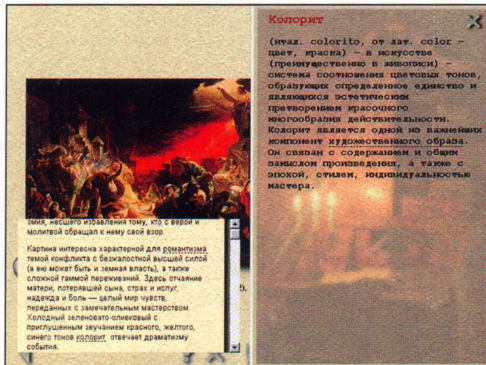 змия, несшего избавления тому, кто с верой и
молитвой обращал к нему свой взор.
Картина интересна характерной для романтизма
темой конфликта с безжалостной высшей силой
(а ею может быть и земная власть), а также
сложной гаммой переживаний. Здесь отчаяние
матери, потерявшей сына, страх и испуг,
надежда и боль — целый мир чувств,
переданных с замечательным мастерством.
Холодный зеленовато-оливковый с
приглушенным звучанием красного, желтого,
синего тонов колорит отвечает драматизму
события.
Колорит
(итал. colorito, от лат. color –
цвет, краска) – в искусстве
(преимущественно в живописи) –
система соотношения цветовых тонов,
образующих определенное единство и
являющихся эстетическим
претворением красочного
многообразия действительности.
Колорит является одной из важнейших
компонент художественного образа.
Он связан с содержанием и общим
замыслом произведения, а также с
эпохой, стилем, индивидуальностью
мастера.